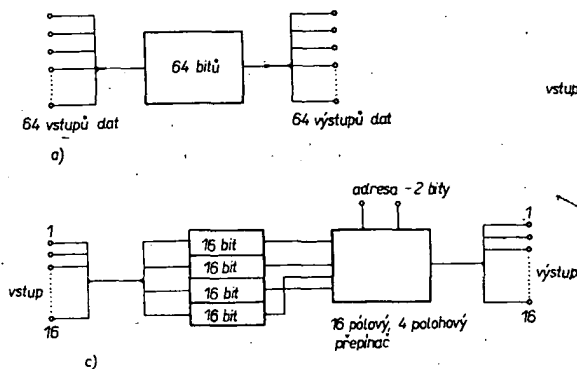 64 bitů
64 vstupů dat
64 výstupů dat
a)
vstup
adresa - 2 bity
1
16 bit
16 bit
16 bit
16 bit
vstup
16
1
výstup
16
16 pólový, 4 polohový
přepínač
c)